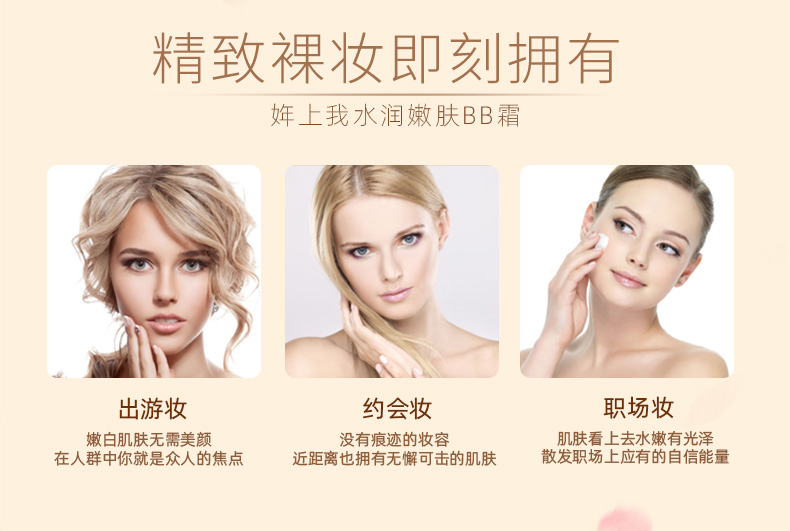 精致裸妆即刻拥有
姩上我水润嫩肤BB霜
出游妆
嫩白肌肤无需美颜
在人群中你就是众人的焦点
约会妆
没有痕迹的妆容
近距离也拥有无懈可击的肌肤
职场妆
肌肤看上去水嫩有光泽
散发职场上应有的自信能量